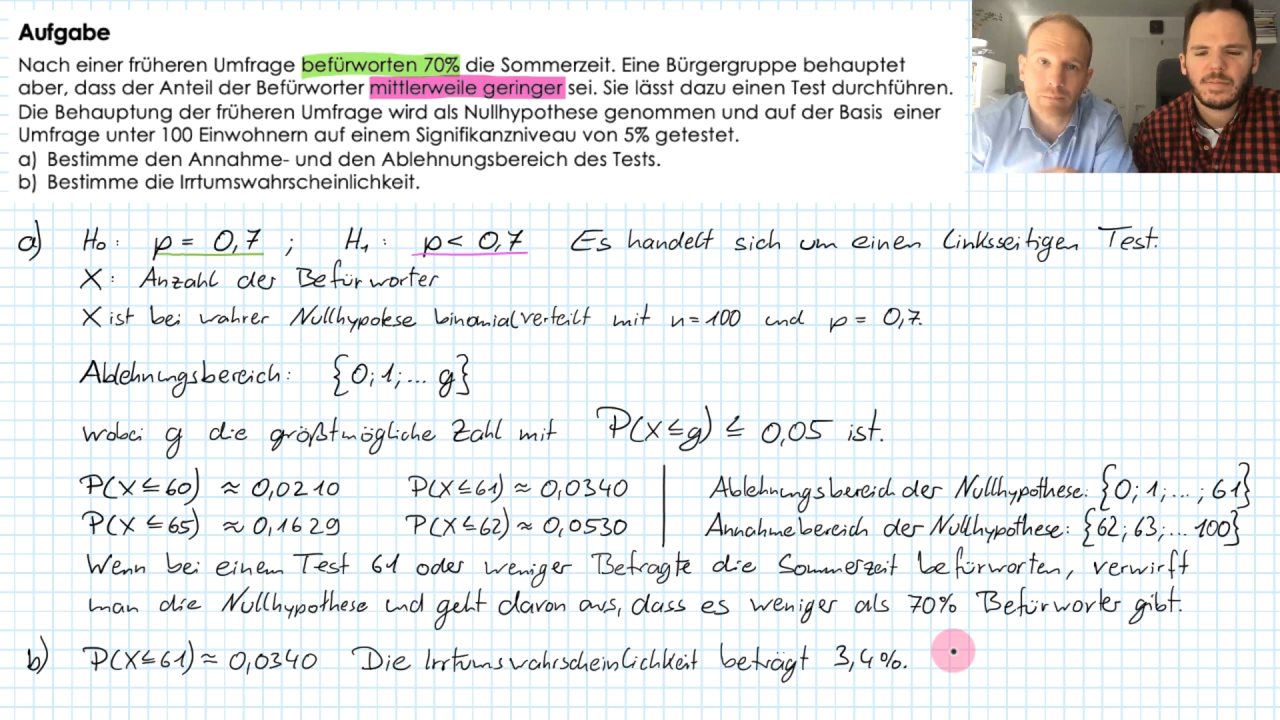 Aufgabe
Nach einer früheren Umfrage befürworten 70% die Sommerzeit. Eine Bürgergruppe behauptet
aber, dass der Anteil der Befürworter mittlerweile geringer sei. Sie lässt dazu einen Test durchführen.
Die Behauptung der früheren Umfrage wird als Nullhypothese genommen und auf der Basis einer
Umfrage unter 100 Einwohnern auf einem Signifikanzniveau von 5% getestet.
a) Bestimme den Annahme- und den Ablehnungsbereich des Tests.
b) Bestimme die Irrtumswahrscheinlichkeit.
a) H₀: p = 0,7 ; H₁: p < 0,7 Es handelt sich um einen linksseitigen Test.
X: Anzahl der Befürworter
X ist bei wahrer Nullhypotese binomialverteilt mit n=100 und p = 0,7.
Ablehnungsbereich: {0; 1; ... g}
wobei g die größtmögliche Zahl mit P(X≤g) ≤ 0,05 ist.
P(X≤60) ≈ 0,0210 P(X≤61) ≈ 0,0340 Ablehnungsbereich der Nullhypothese: {0; 1; ... ; 61}
P(X≤65) ≈ 0,1629 P(X≤62) ≈ 0,0530 Annahmebereich der Nullhypothese: {62; 63; ... 100}
Wenn bei einem Test 61 oder weniger Befragte die Sommerzeit befürworten, verwirft
man die Nullhypothese und geht davon aus, dass es weniger als 70% Befürworter gibt.
b) P(X≤61) ≈ 0,0340 Die Irrtumswahrscheinlichkeit beträgt 3,4%.